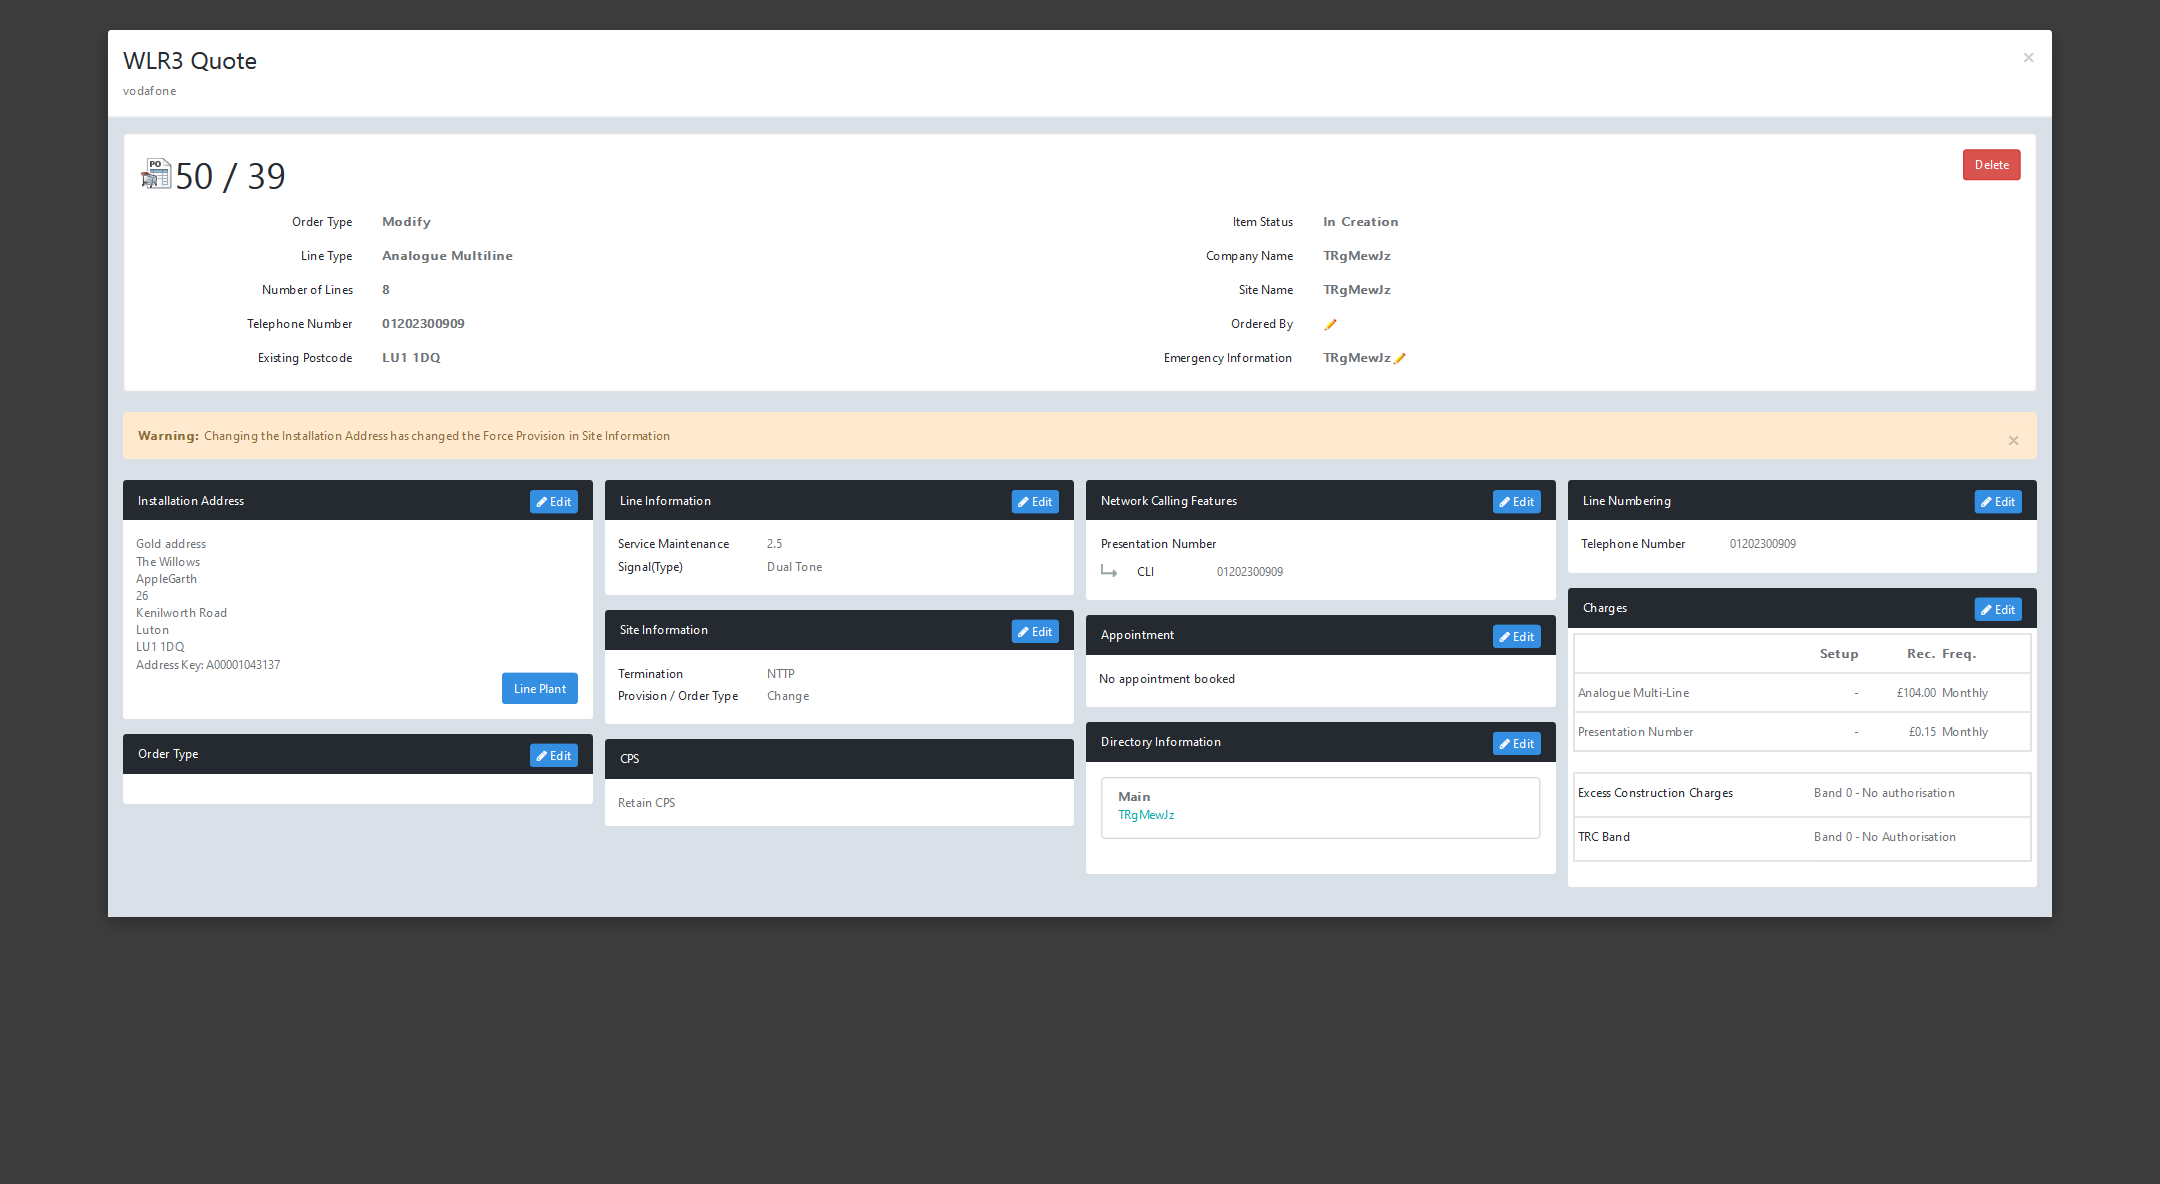 WLR3 Quote
×
vodafone
PO
50 / 39
Delete
Order Type Modify
Line Type Analogue Multiline
Number of Lines 8
Telephone Number 01202300909
Existing Postcode LU1 1DQ
Item Status In Creation
Company Name TRgMewJz
Site Name TRgMewJz
Ordered By
Emergency Information TRgMewJz
Warning: Changing the Installation Address has changed the Force Provision in Site Information
×
Installation Address Edit
Gold address
The Willows
AppleGarth
26
Kenilworth Road
Luton
LU1 1DQ
Address Key: A00001043137
Line Plant
Order Type Edit
Line Information Edit
Service Maintenance 2.5
Signal(Type) Dual Tone
Site Information Edit
Termination NTTP
Provision / Order Type Change
CPS
Retain CPS
Network Calling Features Edit
Presentation Number
CLI 01202300909
Appointment Edit
No appointment booked
Directory Information Edit
Main
TRgMewJz
Line Numbering Edit
Telephone Number 01202300909
Charges Edit
Setup Rec. Freq.
Analogue Multi-Line - £104.00 Monthly
Presentation Number - £0.15 Monthly
Excess Construction Charges Band 0 - No authorisation
TRC Band Band 0 - No Authorisation